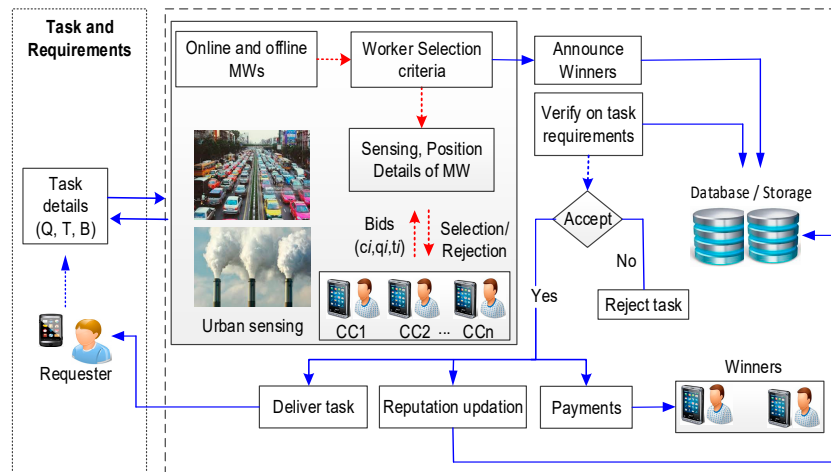 Task and
Requirements
Online and offline
MWs
Worker Selection
criteria
Announce
Winners
Verify on task
requirements
Sensing, Position
Details of MW
Task
details
(Q, T, B)
Database / Storage
Accept
Bids
(ci,qi,ti)
Selection/
Rejection
No
Yes
Reject task
Urban sensing
CC1
CC2
...
CCn
Requester
Winners
Deliver task
Reputation updation
Payments